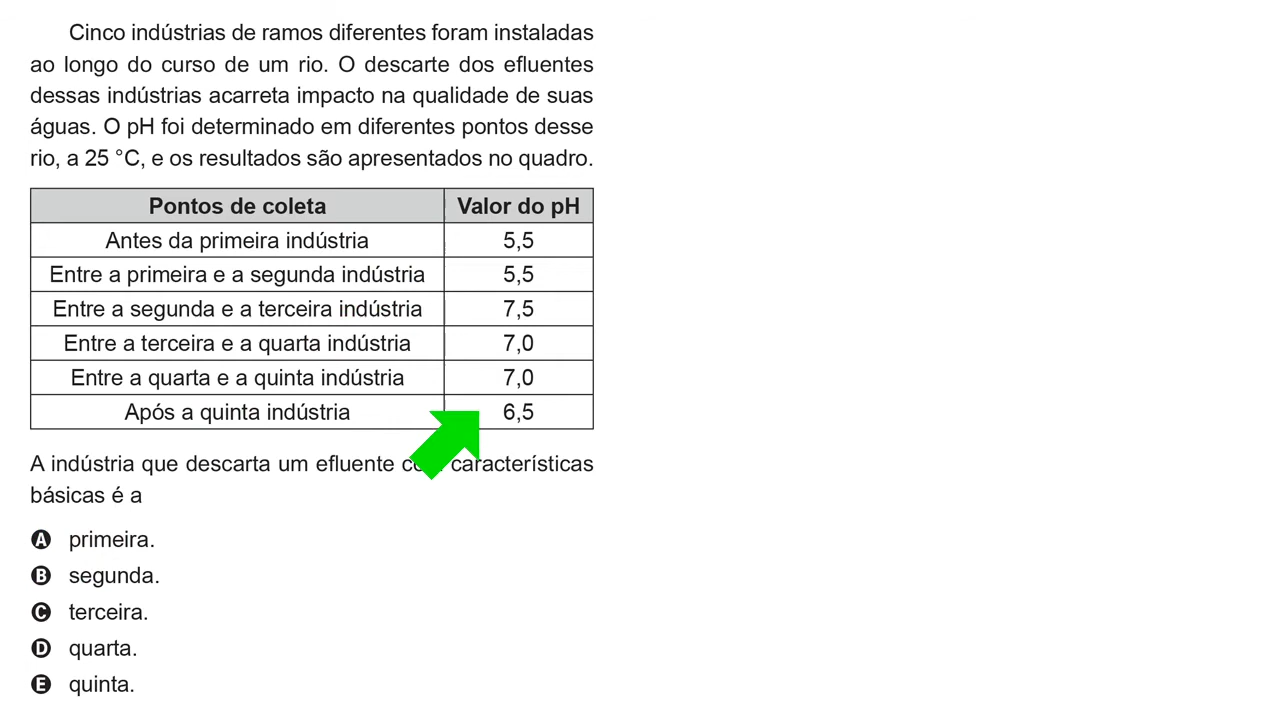 Cinco indústrias de ramos diferentes foram instaladas
ao longo do curso de um rio. O descarte dos efluentes
dessas indústrias acarreta impacto na qualidade de suas
águas. O pH foi determinado em diferentes pontos desse
rio, a 25 °C, e os resultados são apresentados no quadro.
Pontos de coleta Valor do pH
Antes da primeira indústria 5,5
Entre a primeira e a segunda indústria 5,5
Entre a segunda e a terceira indústria 7,5
Entre a terceira e a quarta indústria 7,0
Entre a quarta e a quinta indústria 7,0
Após a quinta indústria 6,5
A indústria que descarta um efluente características
básicas é a
A primeira.
B segunda.
C terceira.
D quarta.
E quinta.